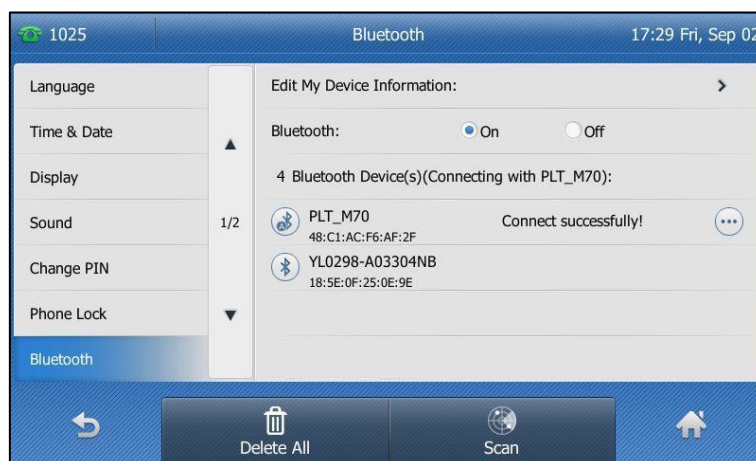 1025
Bluetooth
17:29 Fri, Sep 02
Language
Time & Date
Display
Sound
Change PIN
Phone Lock
Bluetooth
1/2
Edit My Device Information:
Bluetooth: On Off
4 Bluetooth Device(s)(Connecting with PLT_M70):
PLT_M70 Connect successfully!
48:C1:AC:F6:AF:2F
YL0298-A03304NB
18:5E:0F:25:0E:9E
Delete All
Scan